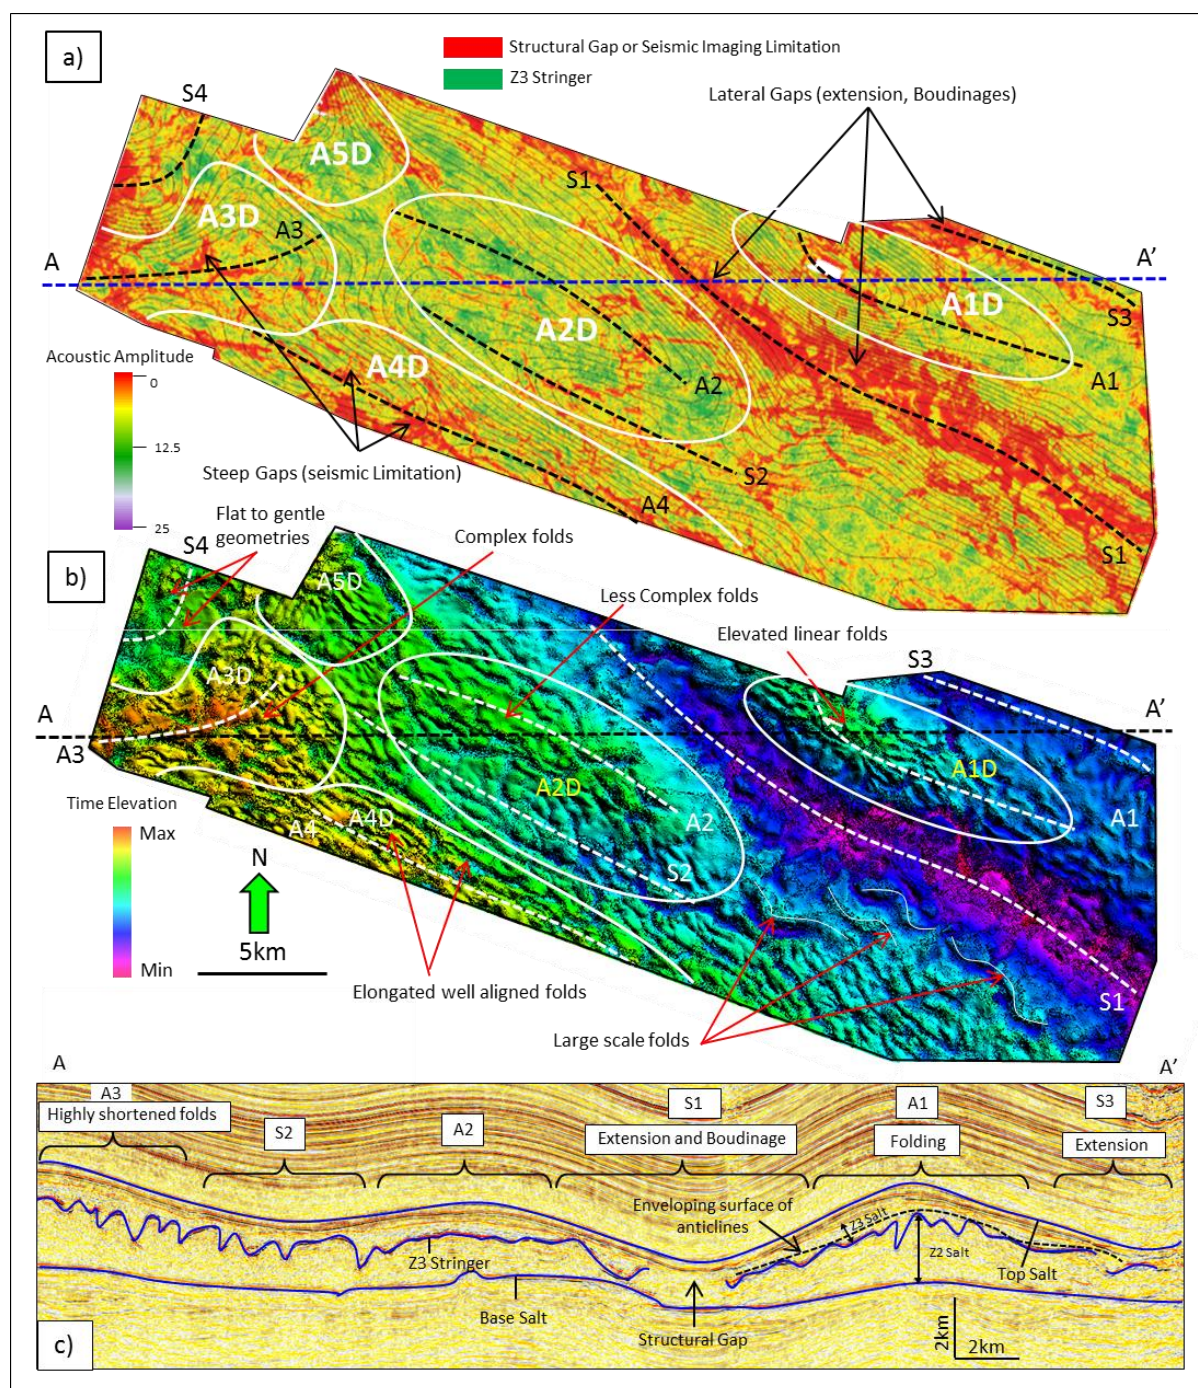 a)
Structural Gap or Seismic Imaging Limitation
Z3 Stringer
Lateral Gaps (extension, Boudinages)
S4
A5D
S1
A3D
A3
A
A'
A2D
A1D
S3
A4D
A2
A1
Acoustic Amplitude
0
12.5
25
Steep Gaps (seismic Limitation)
S2
A4
S1
Flat to gentle
geometries
Complex folds
S4
b)
A5D
Less Complex folds
Elevated linear folds
S3
A3D
A
A'
A3
A2D
A1D
Time Elevation
Max
Min
A4
A4D
A2
A1
S2
N
5km
Elongated well aligned folds
S1
Large scale folds
A
A'
A3
Highly shortened folds
S2
A2
S1
Extension and Boudinage
A1
Folding
S3
Extension
Enveloping surface of
anticlines
Z3 Salt
Z3 Stringer
Z2 Salt
Top Salt
Base Salt
Structural Gap
2km
2km
c)